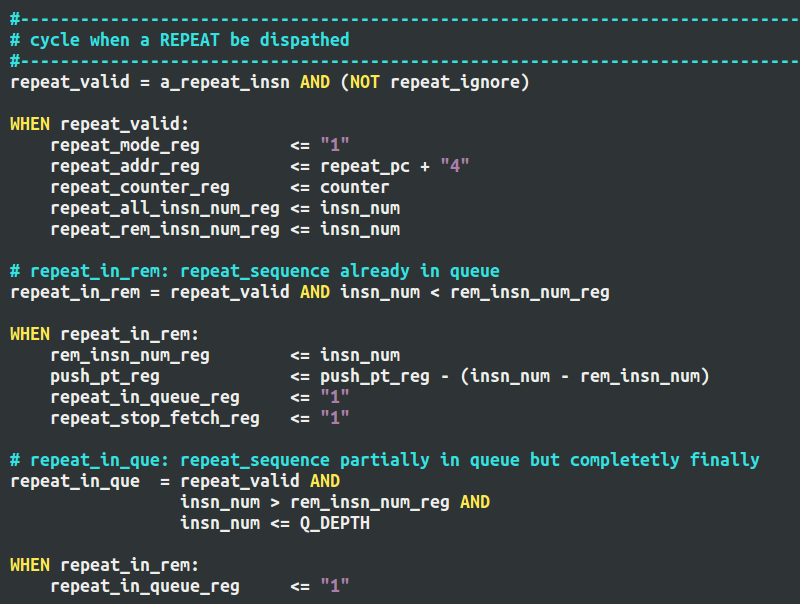 #------------------------------------------------------------------------------
# cycle when a REPEAT be dispathed
#------------------------------------------------------------------------------
repeat_valid = a_repeat_insn AND (NOT repeat_ignore)

WHEN repeat_valid:
    repeat_mode_reg         <= "1"
    repeat_addr_reg         <= repeat_pc + "4"
    repeat_counter_reg      <= counter
    repeat_all_insn_num_reg <= insn_num
    repeat_rem_insn_num_reg <= insn_num

# repeat_in_rem: repeat_sequence already in queue
repeat_in_rem = repeat_valid AND insn_num < rem_insn_num_reg

WHEN repeat_in_rem:
    rem_insn_num_reg        <= insn_num
    push_pt_reg             <= push_pt_reg - (insn_num - rem_insn_num)
    repeat_in_queue_reg     <= "1"
    repeat_stop_fetch_reg   <= "1"

# repeat_in_que: repeat_sequence partially in queue but completetly finally
repeat_in_que  = repeat_valid AND
                 insn_num > rem_insn_num_reg AND
                 insn_num <= Q_DEPTH

WHEN repeat_in_rem:
    repeat_in_queue_reg     <= "1"